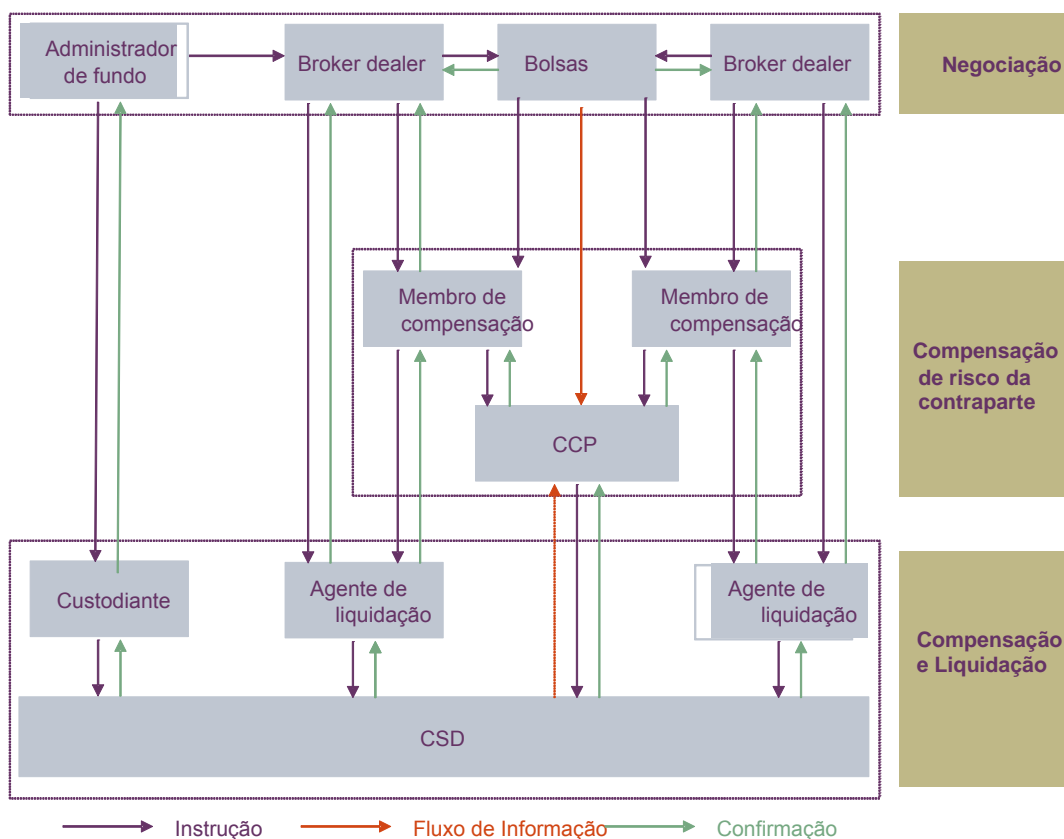 Administrador
de fundo
Broker dealer
Bolsas
Broker dealer
Negociação
Membro de
compensação
Membro de
compensação
Compensação
de risco da
contraparte
CCP
Custodiante
Agente de
liquidação
Agente de
liquidação
Compensação
e Liquidação
CSD
Instrução
Fluxo de Informação
Confirmação